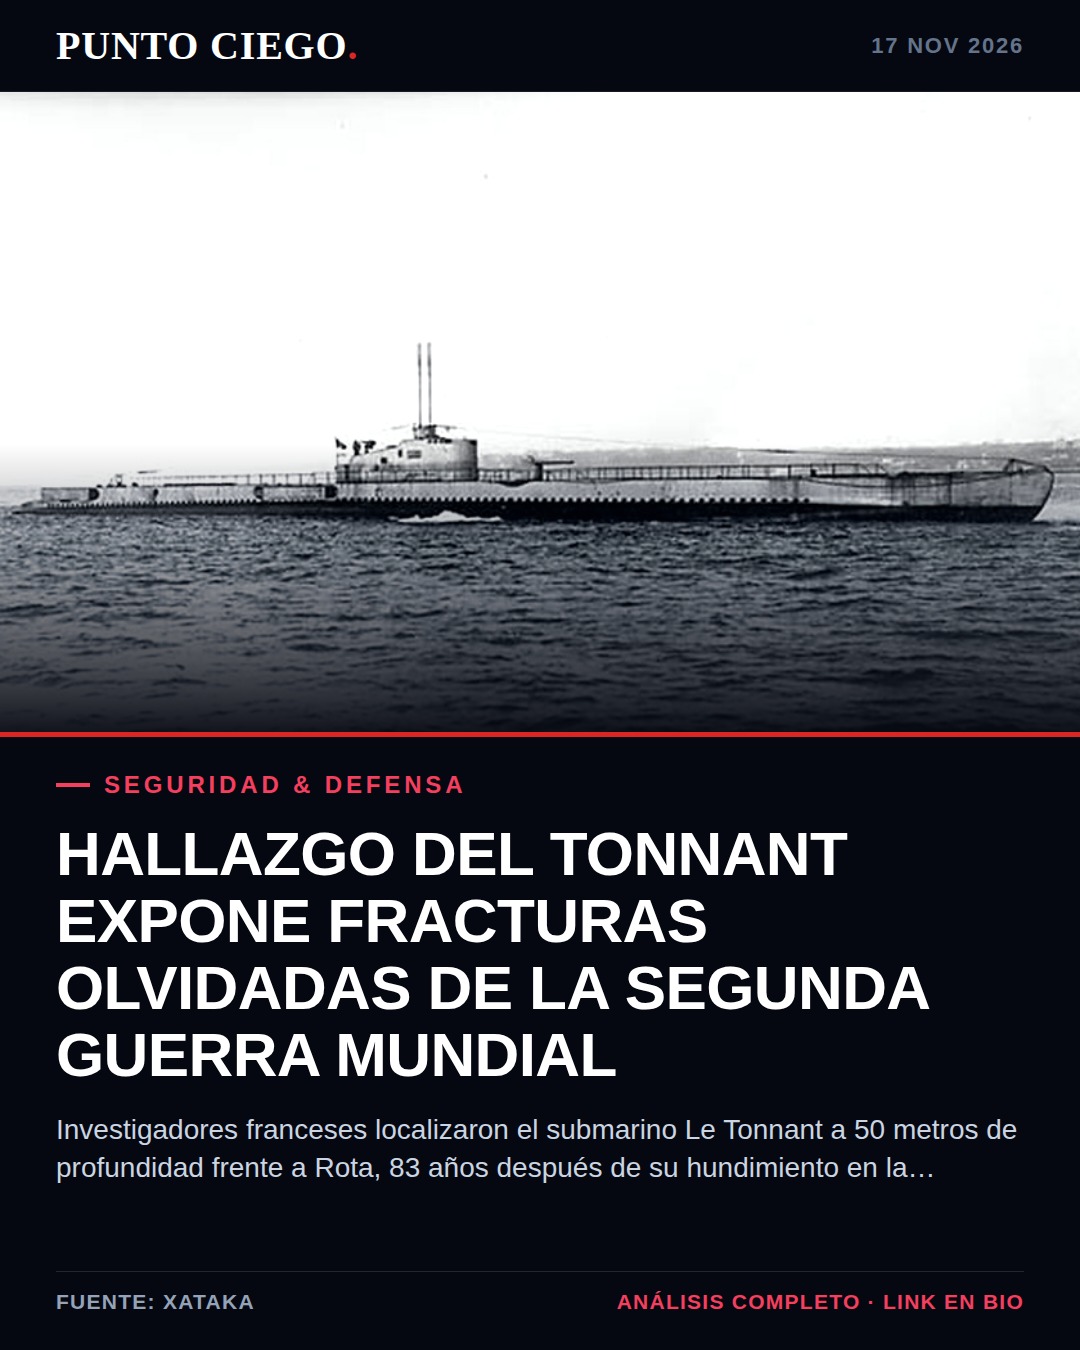 PUNTO CIEGO.
17 NOV 2026
SEGURIDAD & DEFENSA
HALLAZGO DEL TONNANT
EXPONE FRACTURAS
OLVIDADAS DE LA SEGUNDA
GUERRA MUNDIAL
Investigadores franceses localizaron el submarino Le Tonnant a 50 metros de
profundidad frente a Rota, 83 años después de su hundimiento en la…
FUENTE: XATAKA
ANÁLISIS COMPLETO · LINK EN BIO